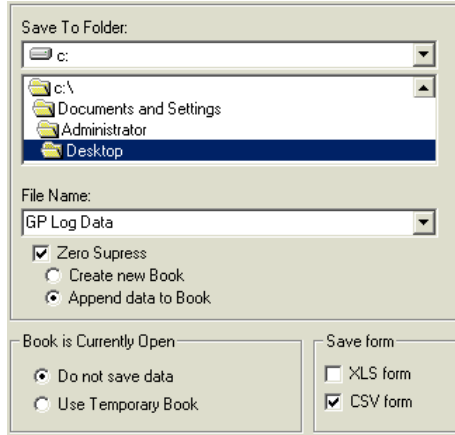 Save To Folder:
c:
c:\
Documents and Settings
Administrator
Desktop
File Name:
GP Log Data
Zero Supress
Create new Book
Append data to Book
Book is Currently Open
Do not save data
Use Temporary Book
Save form
XLS form
CSV form